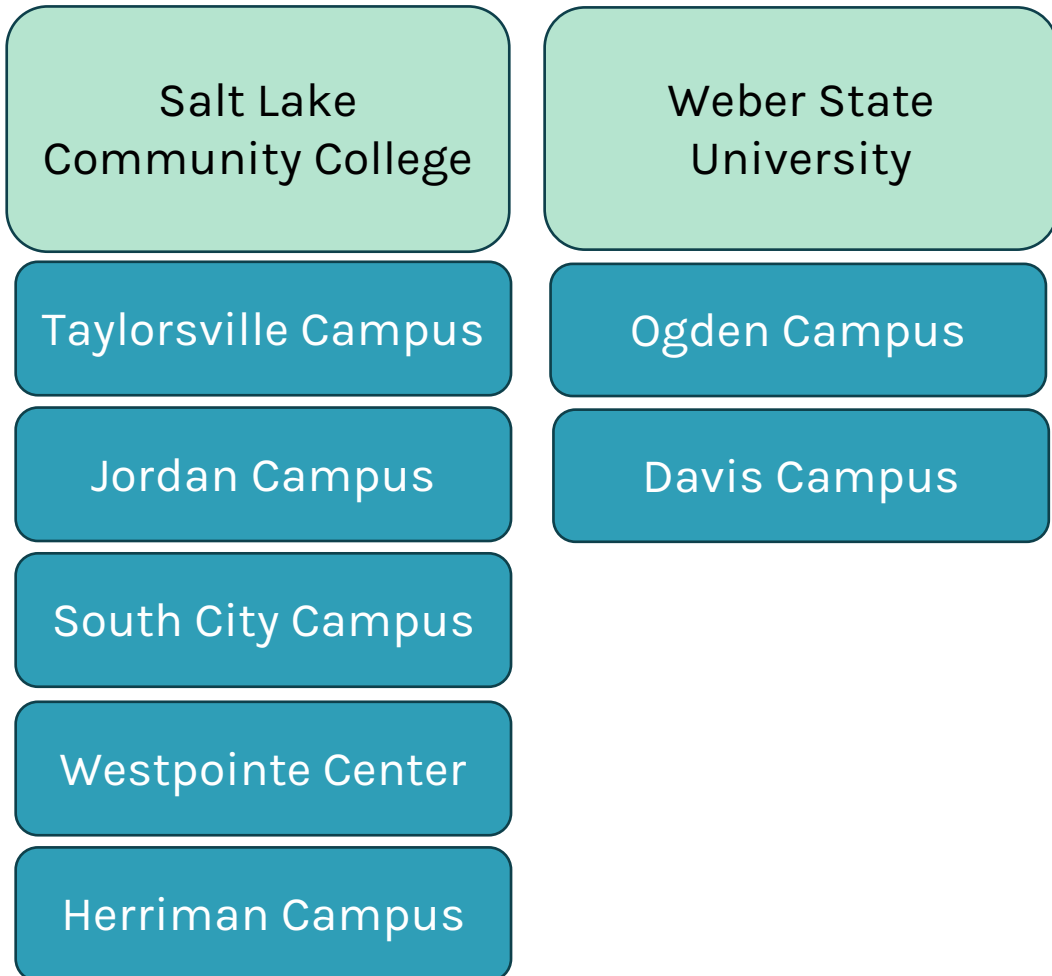 Salt Lake
Community College
Taylorsville Campus
Jordan Campus
South City Campus
Westpointe Center
Herriman Campus
Weber State
University
Ogden Campus
Davis Campus